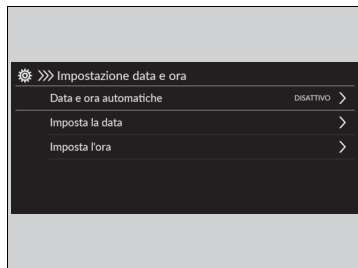 Impostazione data e ora
Data e ora automatiche DISATTIVO
Imposta la data
Imposta l'ora